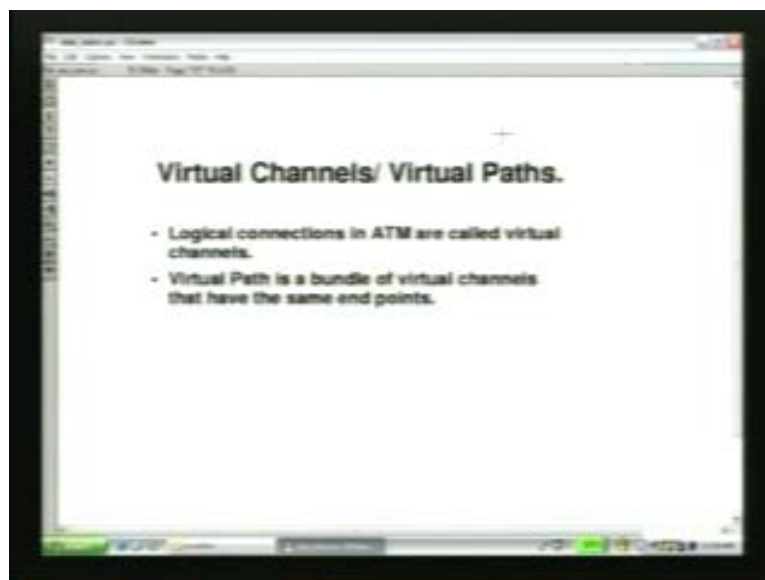 Virtual Channels/ Virtual Paths.
• Logical connections in ATM are called virtual
channels.
• Virtual Path is a bundle of virtual channels
that have the same end points.